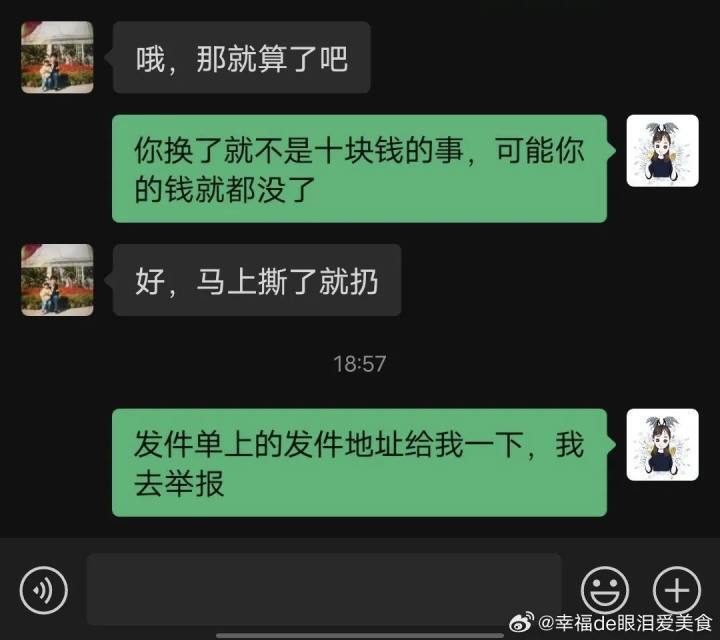 哦，那就算了吧
你换了就不是十块钱的事，可能你
的钱就都没了
好，马上撕了就扔
18:57
发件单上的发件地址给我一下，我
去举报
@幸福de眼泪爱美食